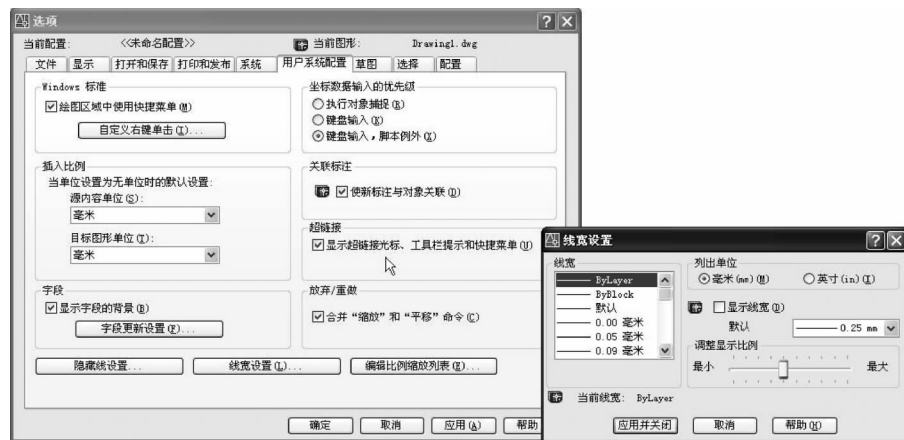 选项
当前配置: <<未命名配置>> 当前图形: Drawing1.dwg
文件 显示 打开和保存 打印和发布 系统 用户系统配置 草图 选择 配置
Windows 标准
绘图区域中使用快捷菜单(M)
自定义右键单击(I)...
插入比例
当单位设置为无单位时的默认设置:
源内容单位(S):
毫米
目标图形单位(T):
毫米
字段
显示字段的背景(B)
字段更新设置(F)...
坐标数据输入的优先级
执行对象捕捉(R)
键盘输入(K)
键盘输入,脚本例外(X)
关联标注
使新标注与对象关联(D)
超链接
显示超链接光标、工具栏提示和快捷菜单(U)
放弃/重做
合并“缩放”和“平移”命令(C)
隐藏线设置... 线宽设置(L)... 编辑比例缩放列表(E)...
确定 取消 应用(A) 帮助
线宽设置
线宽
ByLayer
ByBlock
默认
0.00 毫米
0.05 毫米
0.09 毫米
列出单位
毫米(mm)(M) 英寸(in)(I)
显示线宽(D)
默认 0.25 mm
调整显示比例
最小 最大
当前线宽: ByLayer
应用并关闭 取消 帮助(H)